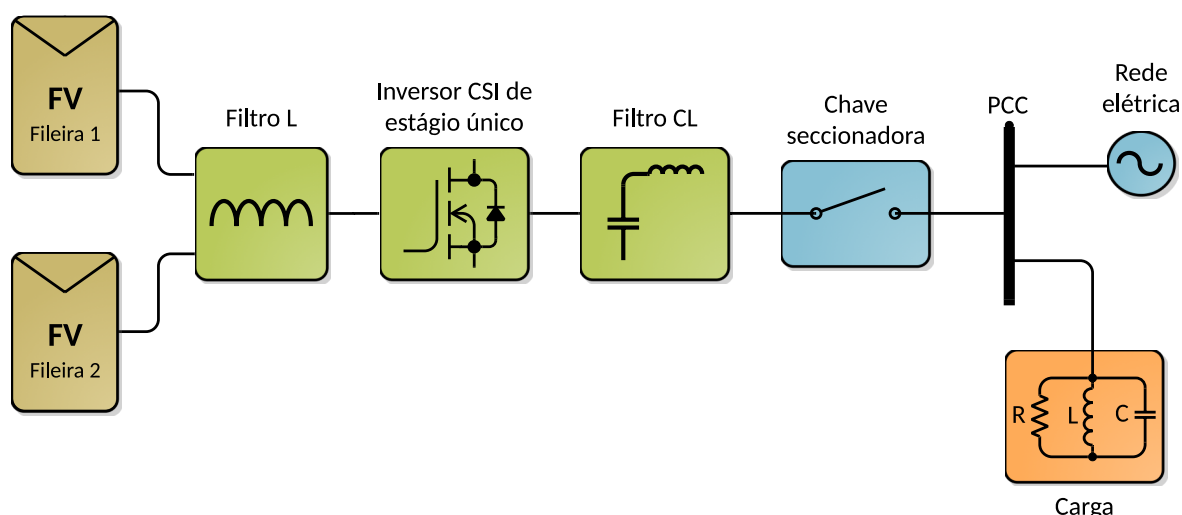 FV
Fileira 1
FV
Fileira 2
Filtro L
Inversor CSI de
estágio único
Filtro CL
Chave
seccionadora
PCC
Rede
elétrica
R
L
C
Carga